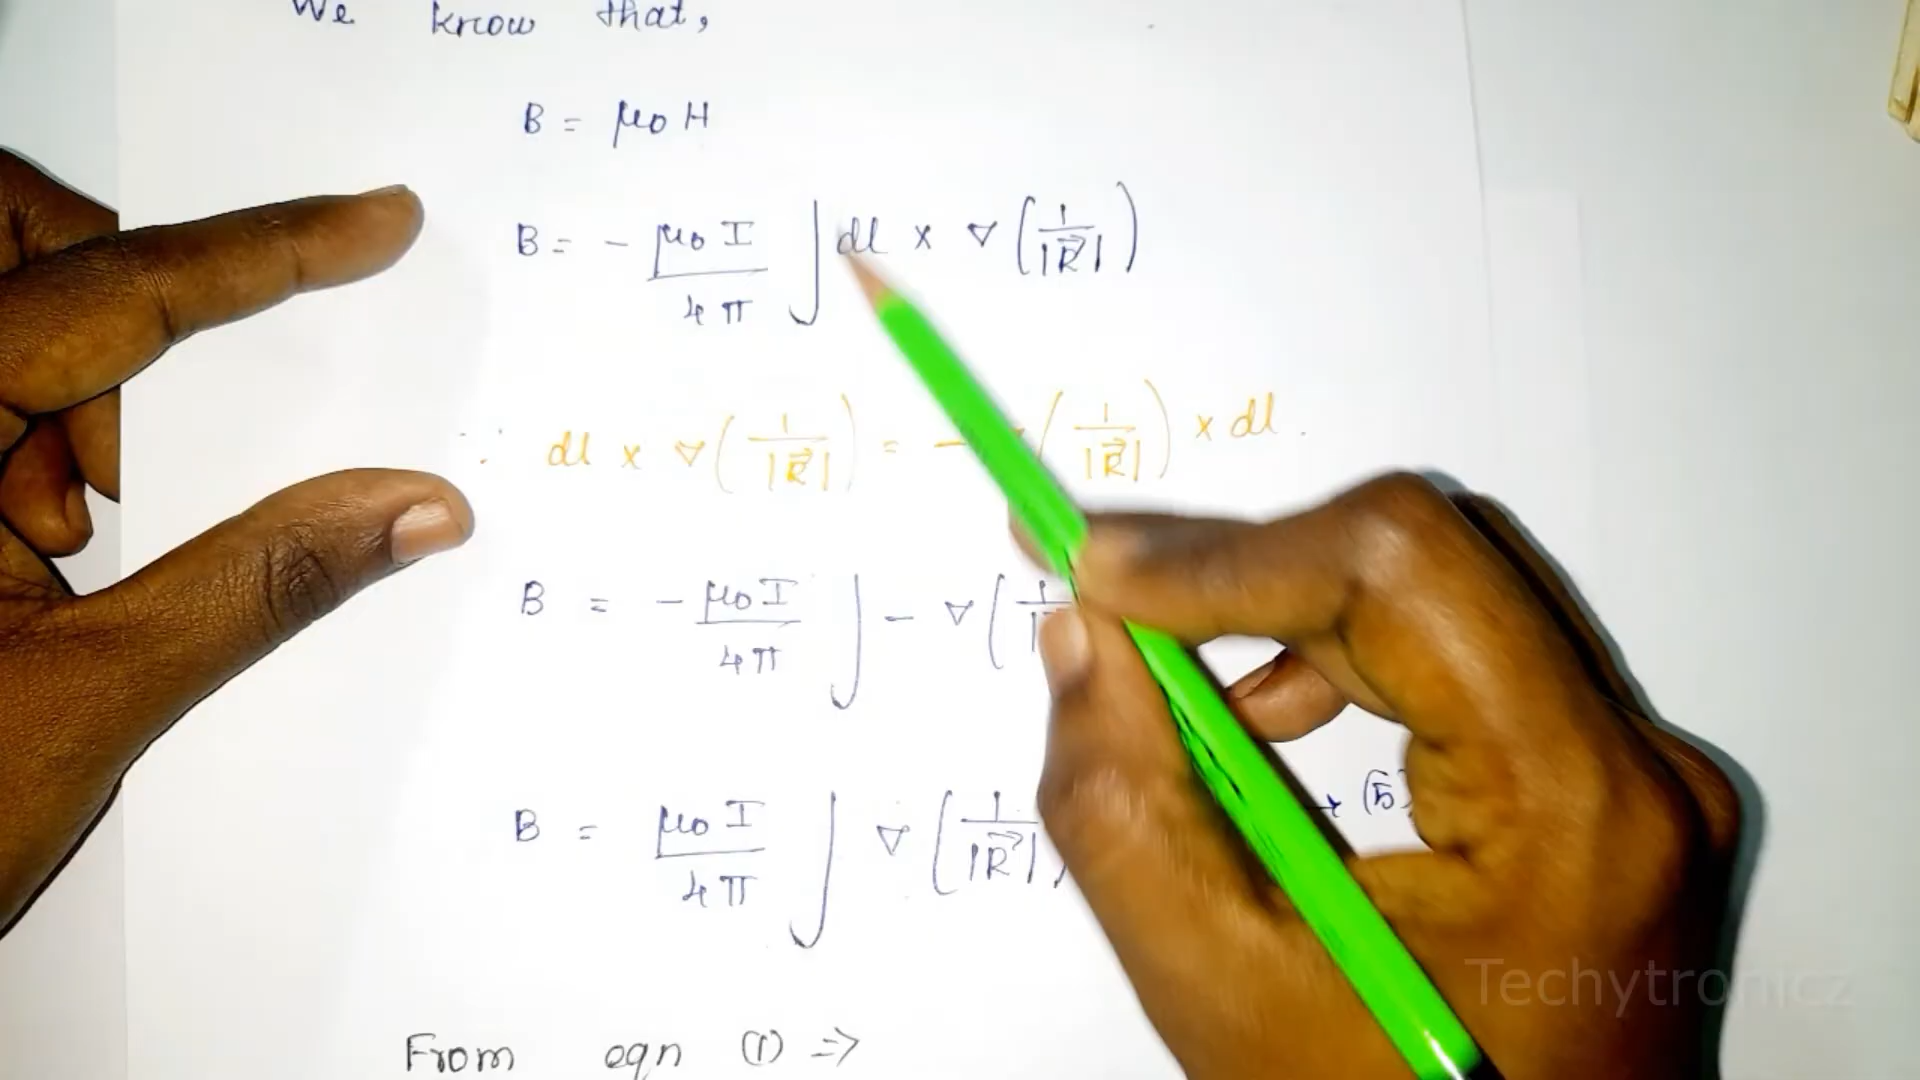 We know that,
B = μ0 H
B = - μ0 I / 4π ∫ dl × ∇ (1 / |R⃗|)
∵ dl × ∇ (1 / |R⃗|) = - (1 / |R⃗|) × dl.
B = - μ0 I / 4π ∫ - ∇ (1
B = μ0 I / 4π ∫ ∇ (1 / |R⃗|) → (5)
Techytronicz
From eqn (1) ⇒